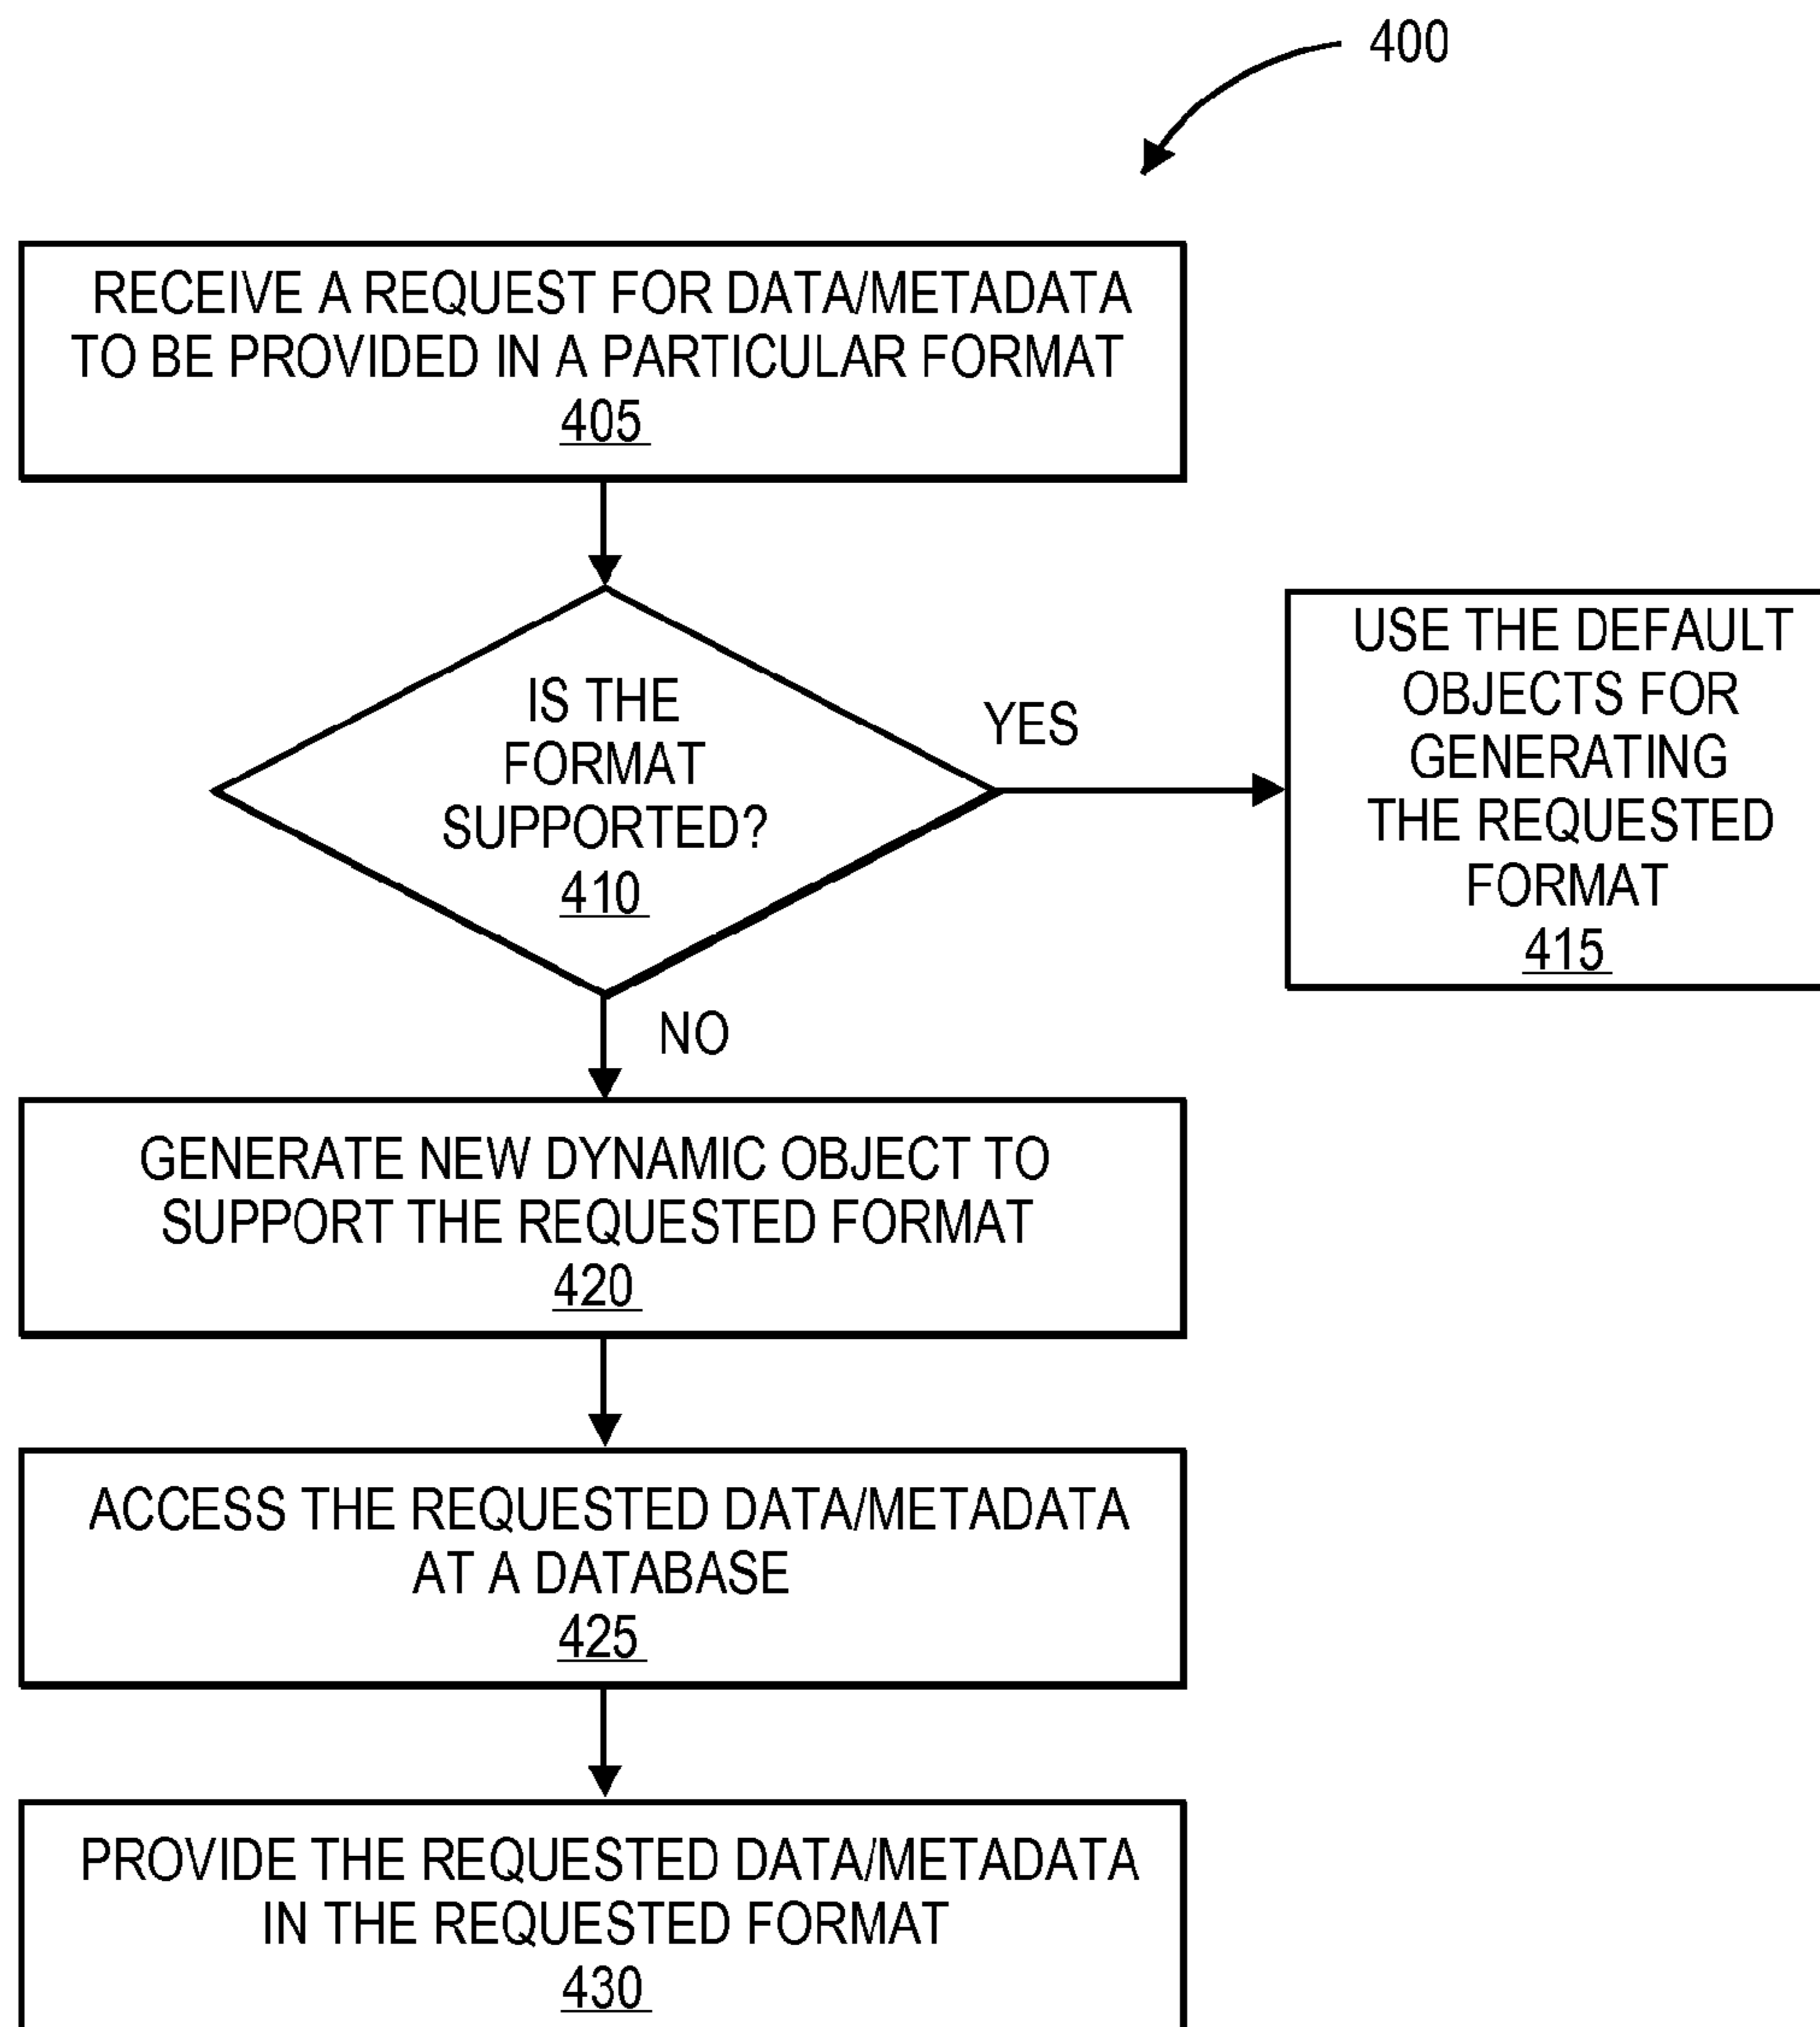 400
RECEIVE A REQUEST FOR DATA/METADATA
TO BE PROVIDED IN A PARTICULAR FORMAT
405
IS THE
FORMAT
SUPPORTED?
410
YES
USE THE DEFAULT
OBJECTS FOR
GENERATING
THE REQUESTED
FORMAT
415
NO
GENERATE NEW DYNAMIC OBJECT TO
SUPPORT THE REQUESTED FORMAT
420
ACCESS THE REQUESTED DATA/METADATA
AT A DATABASE
425
PROVIDE THE REQUESTED DATA/METADATA
IN THE REQUESTED FORMAT
430